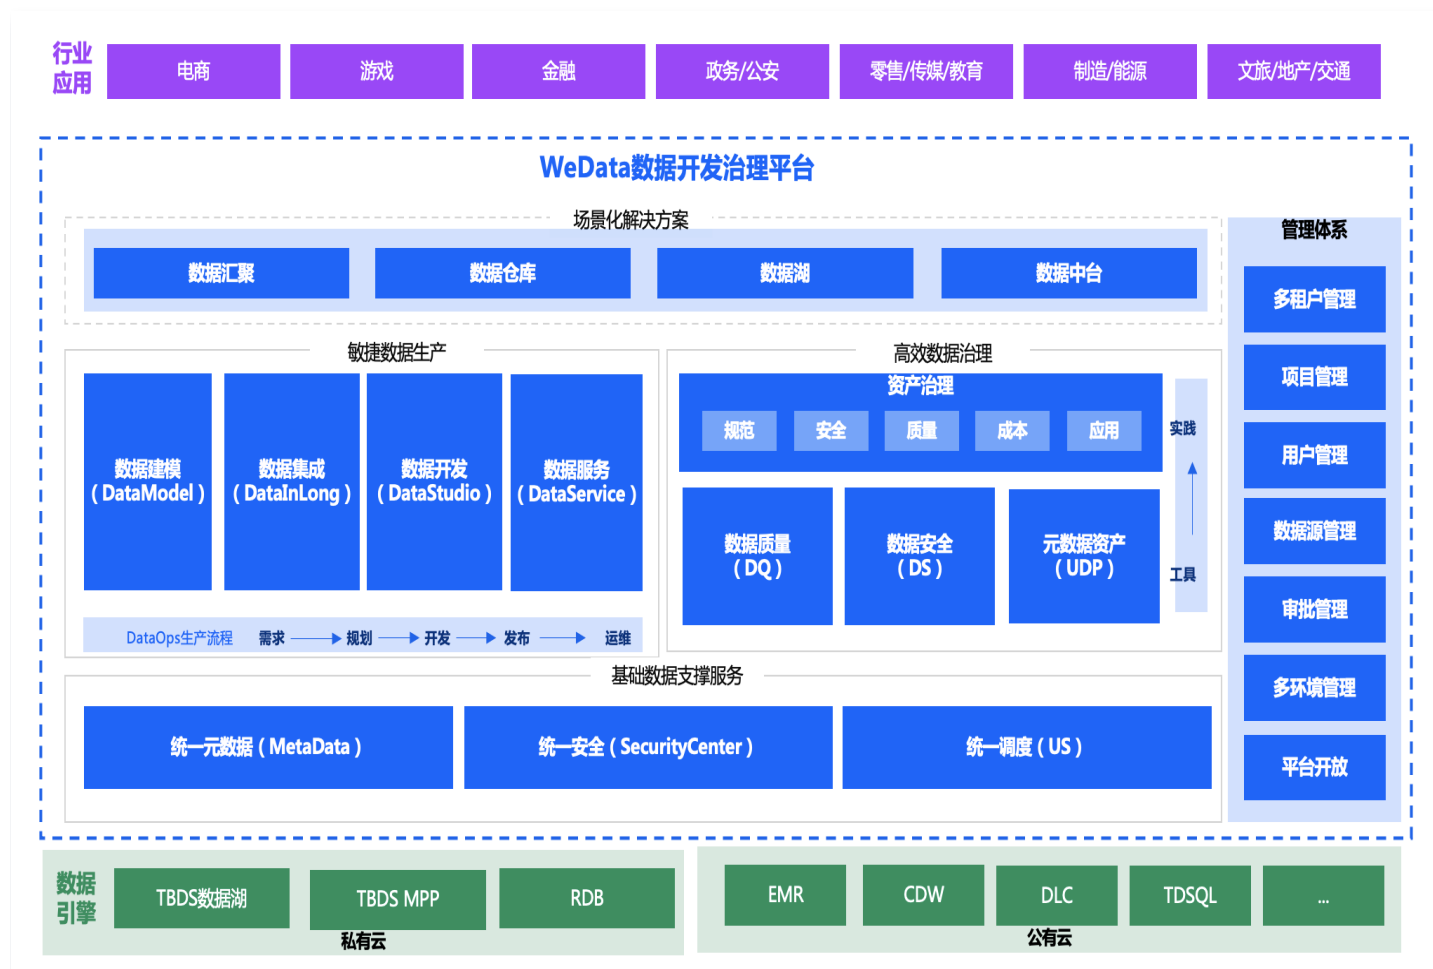 行业
应用
电商
游戏
金融
政务/公安
零售/传媒/教育
制造/能源
文旅/地产/交通
WeData数据开发治理平台
场景化解决方案
数据汇聚
数据仓库
数据湖
数据中台
敏捷数据生产
数据建模
(DataModel)
数据集成
(DataInLong)
数据开发
(DataStudio)
数据服务
(DataService)
DataOps生产流程
需求
规划
开发
发布
运维
高效数据治理
资产治理
规范
安全
质量
成本
应用
数据质量
(DQ)
数据安全
(DS)
元数据资产
(UDP)
实践
工具
基础数据支撑服务
统一元数据(MetaData)
统一安全(SecurityCenter)
统一调度(US)
管理体系
多租户管理
项目管理
用户管理
数据源管理
审批管理
多环境管理
平台开放
数据
引擎
TBDS数据湖
TBDS MPP
RDB
私有云
EMR
CDW
DLC
TDSQL
...
公有云